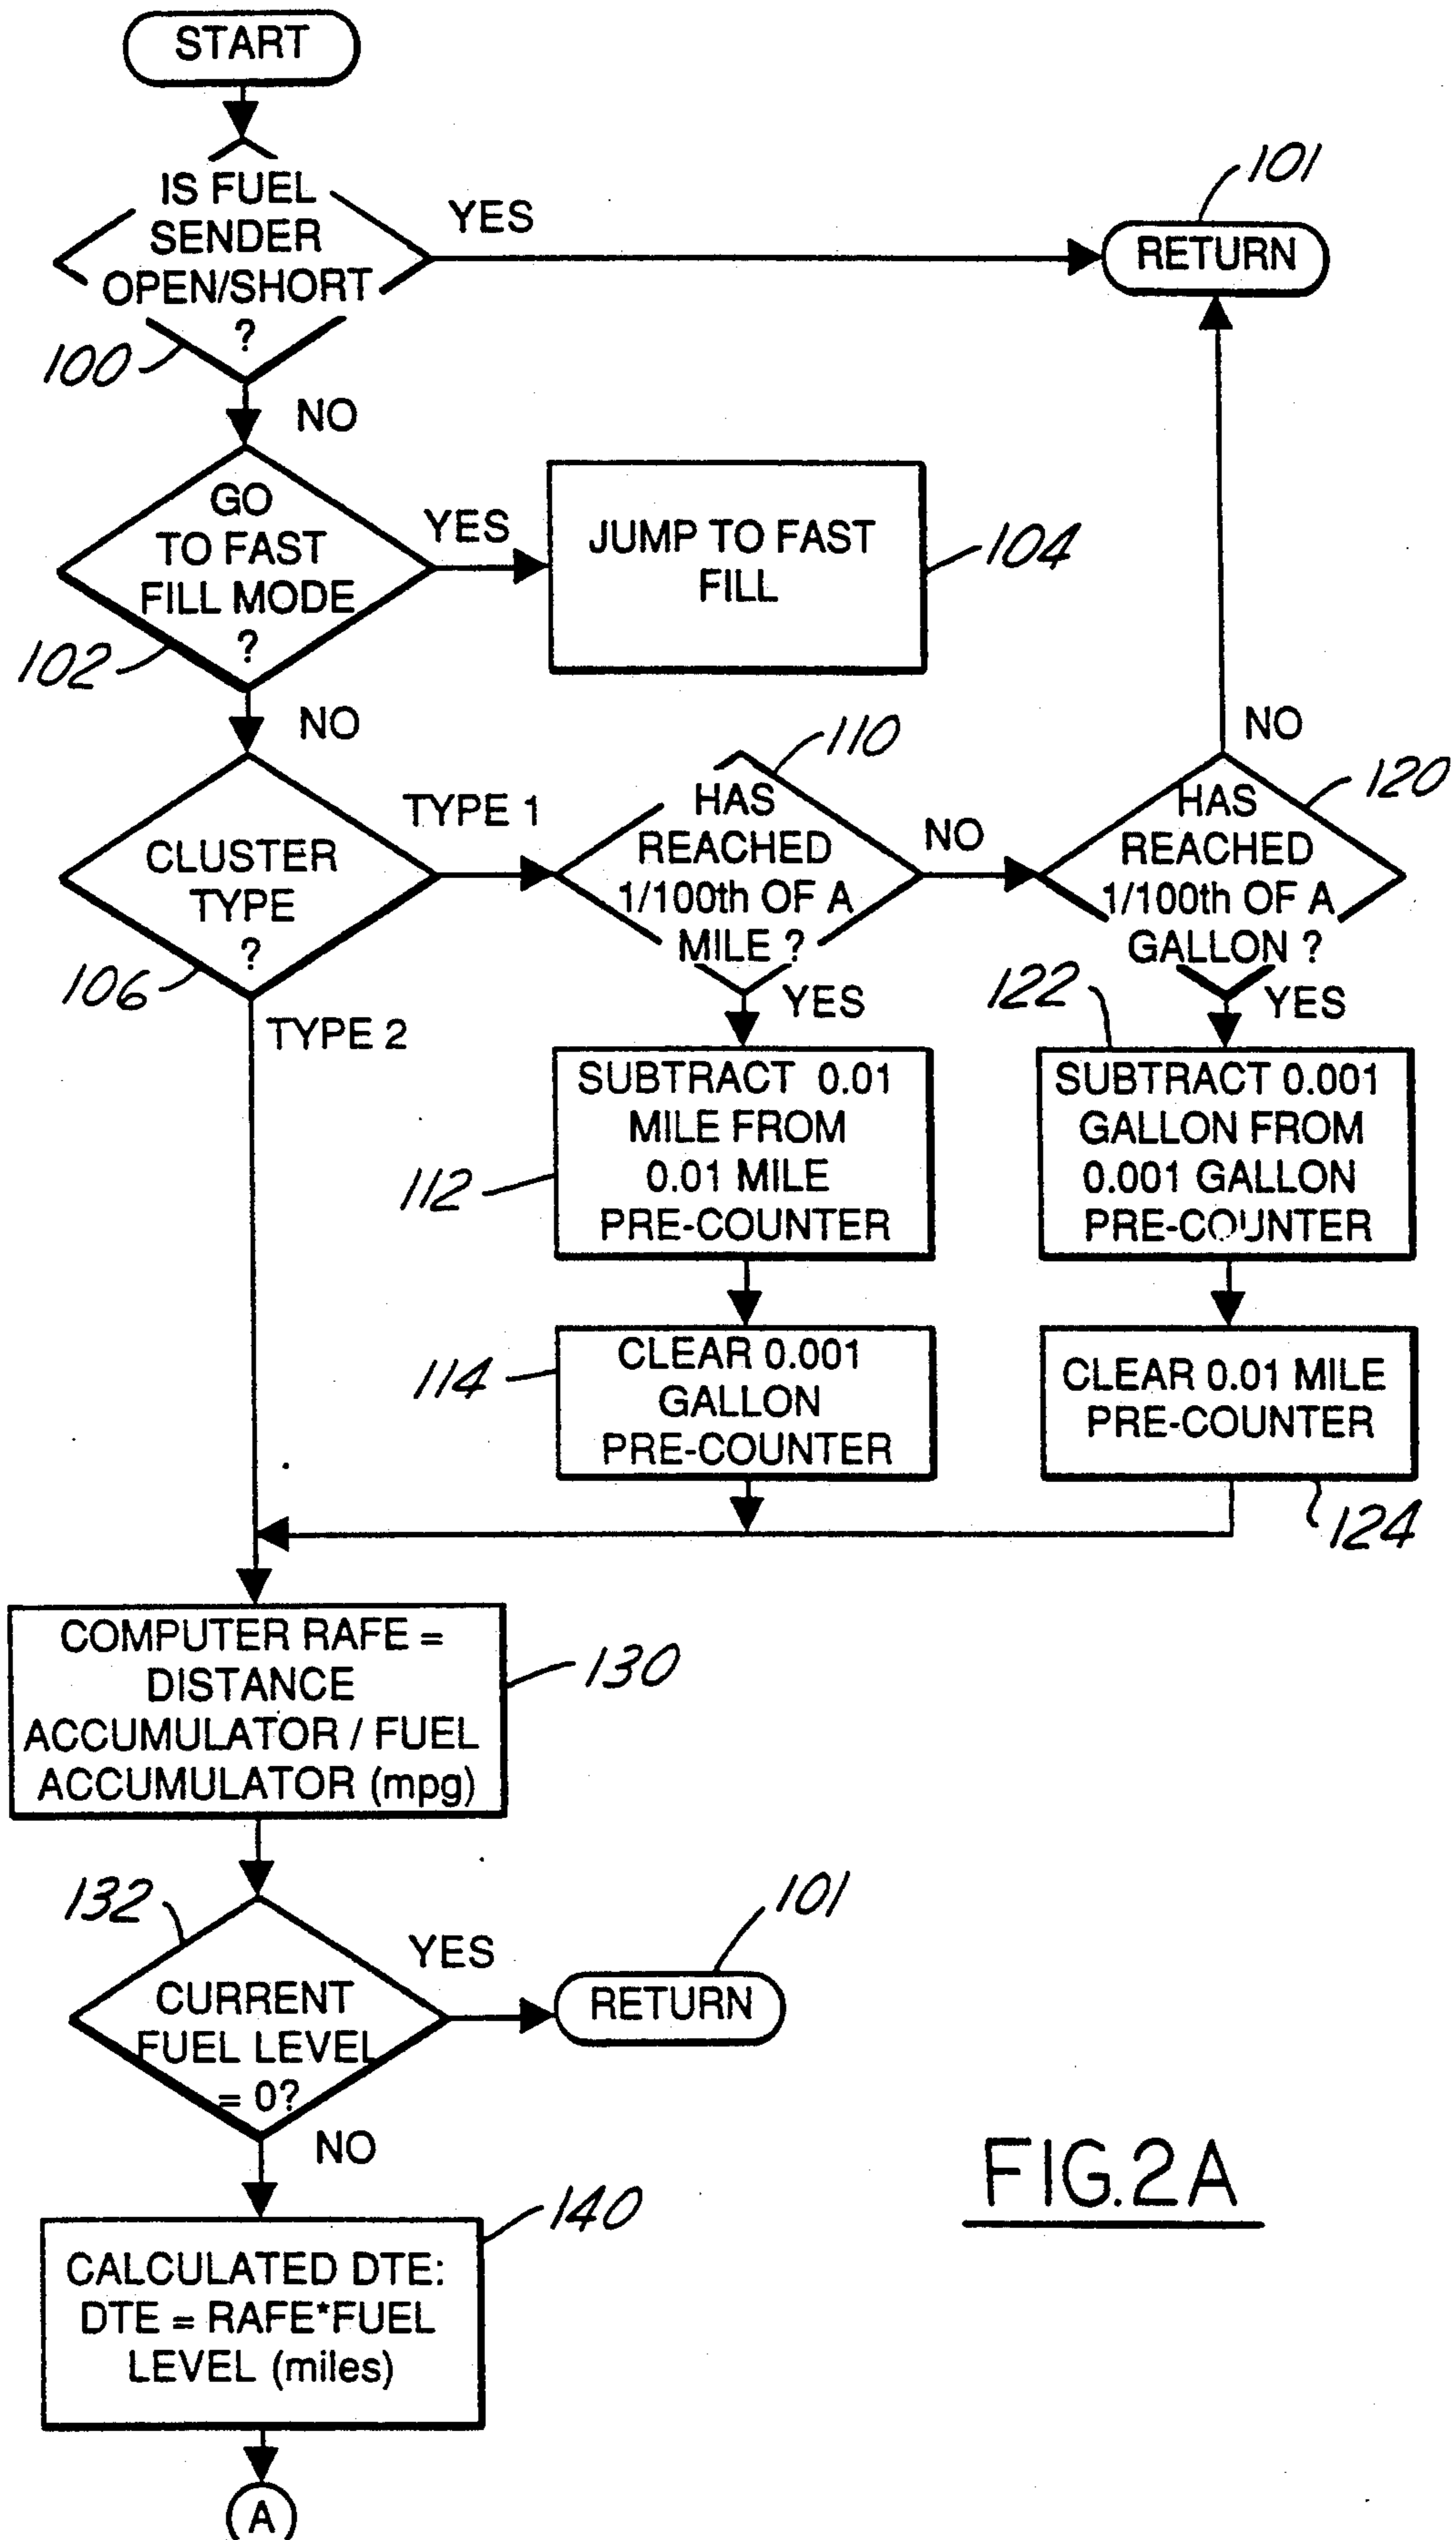 START
IS FUEL
SENDER
OPEN/SHORT
?
100
YES
101
RETURN
NO
GO
TO FAST
FILL MODE
?
102
YES
JUMP TO FAST
FILL
104
NO
CLUSTER
TYPE
?
106
TYPE 1
TYPE 2
110
HAS
REACHED
1/100th OF A
MILE ?
NO
YES
120
HAS
REACHED
1/100th OF A
GALLON ?
NO
YES
112
SUBTRACT 0.01
MILE FROM
0.01 MILE
PRE-COUNTER
122
SUBTRACT 0.001
GALLON FROM
0.001 GALLON
PRE-COUNTER
114
CLEAR 0.001
GALLON
PRE-COUNTER
CLEAR 0.01 MILE
PRE-COUNTER
124
COMPUTER RAFE =
DISTANCE
ACCUMULATOR / FUEL
ACCUMULATOR (mpg)
130
132
CURRENT
FUEL LEVEL
= 0?
YES
101
RETURN
NO
140
CALCULATED DTE:
DTE = RAFE*FUEL
LEVEL (miles)
A
FIG.2A